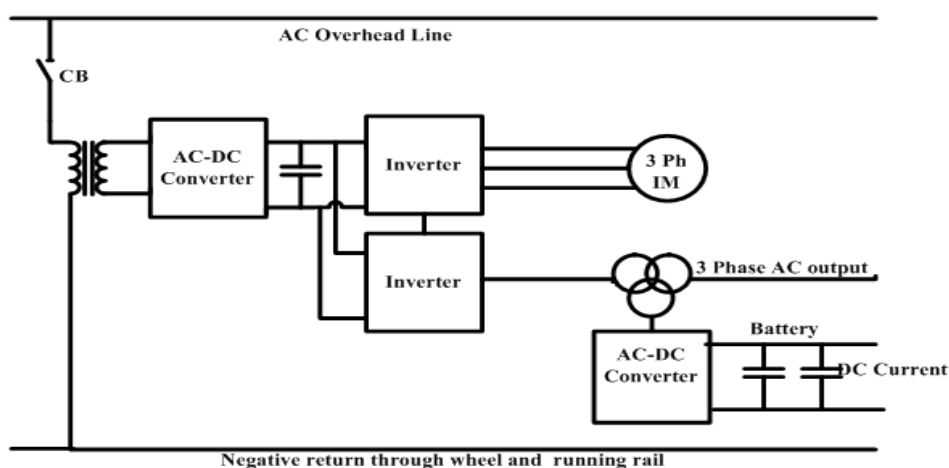 AC Overhead Line
CB
AC-DC
Converter
Inverter
3 Ph
IM
Inverter
3 Phase AC output
AC-DC
Converter
Battery
DC Current
Negative return through wheel and running rail